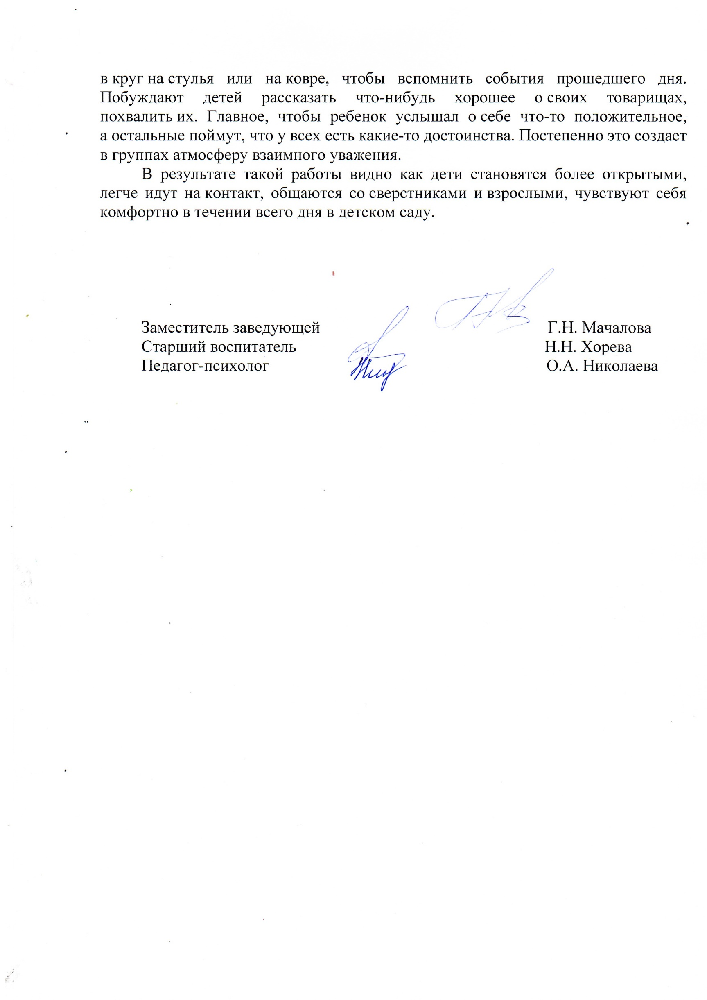 в круг на стулья или на ковре, чтобы вспомнить события прошедшего дня.
Побуждают детей рассказать что-нибудь хорошее о своих товарищах,
похвалить их. Главное, чтобы ребенок услышал о себе что-то положительное,
а остальные поймут, что у всех есть какие-то достоинства. Постепенно это создает
в группах атмосферу взаимного уважения.
В результате такой работы видно как дети становятся более открытыми,
легче идут на контакт, общаются со сверстниками и взрослыми, чувствуют себя
комфортно в течении всего дня в детском саду.
Заместитель заведующей Г.Н. Мачалова
Старший воспитатель Н.Н. Хорева
Педагог-психолог О.А. Николаева